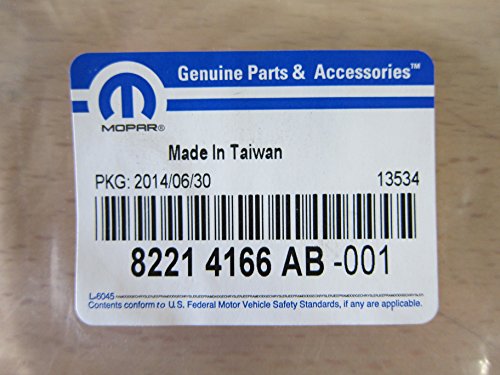 Genuine Parts & Accessories™
MOPAR®
Made In Taiwan
PKG: 2014/06/30 13534
8221 4166 AB -001
L-6045
Contents conform to U.S. Federal Motor Vehicle Safety Standards, if any are applicable.